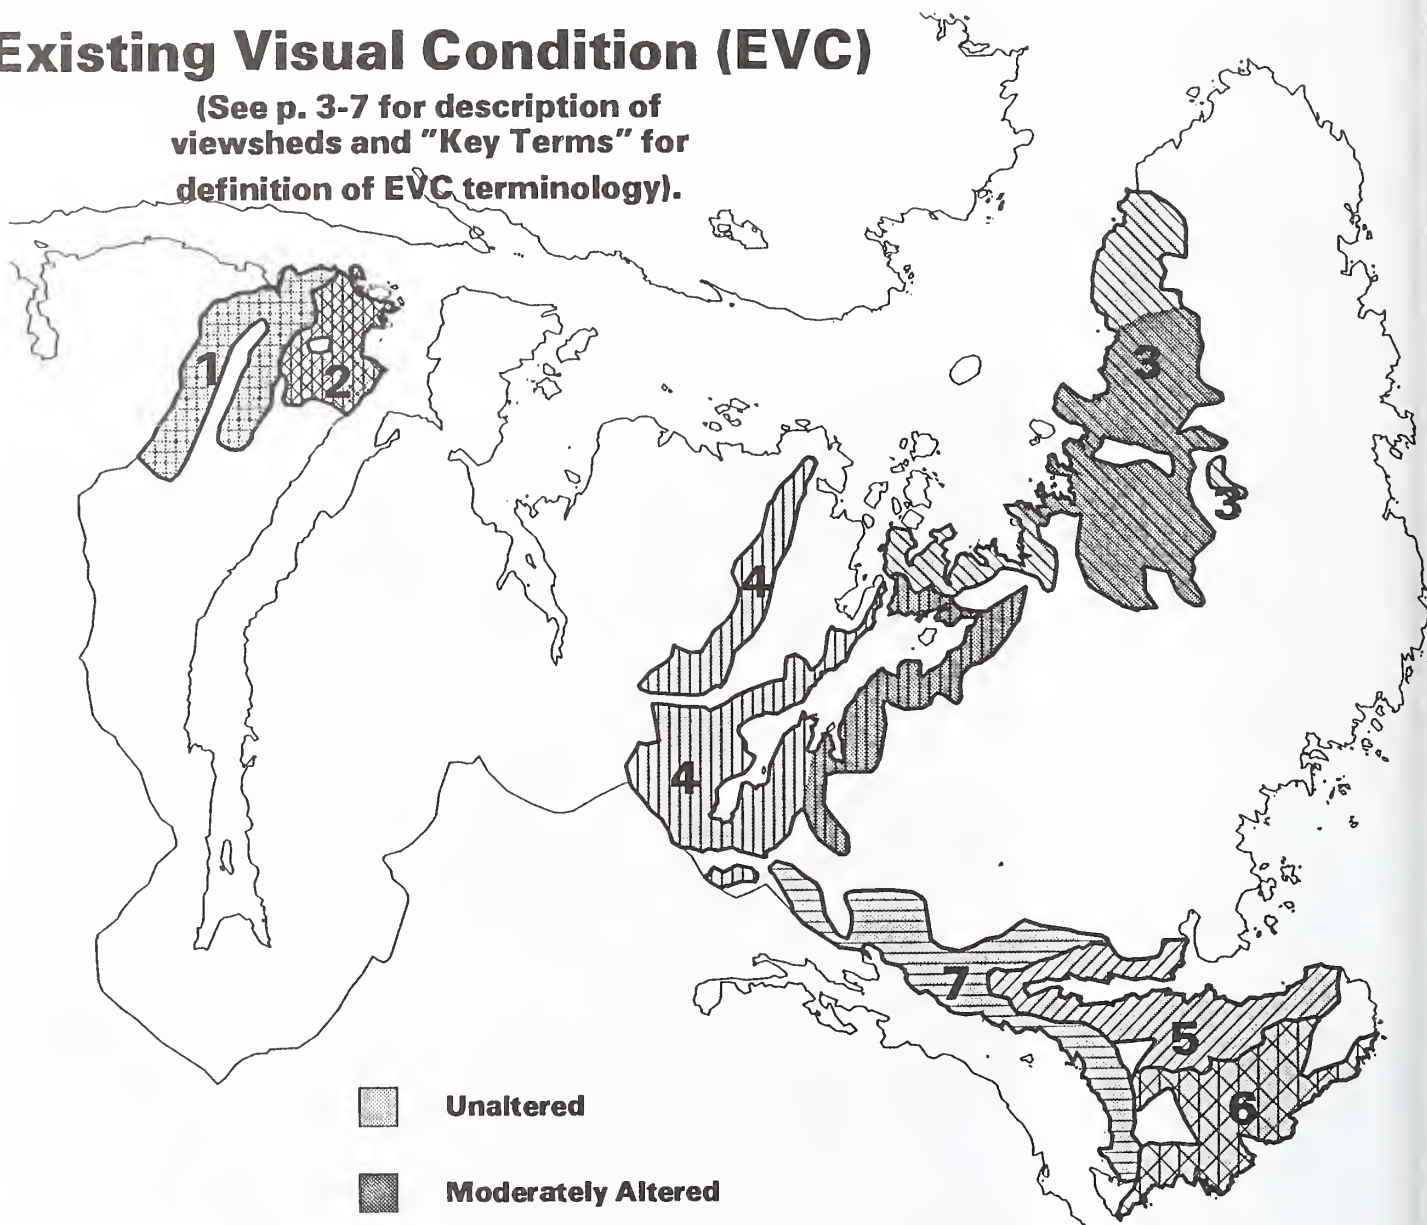 Existing Visual Condition (EVC)
(See p. 3-7 for description of
viewsheds and "Key Terms" for
definition of EVC terminology).
1
2
3
3
4
4
7
5
6
Unaltered
Moderately Altered